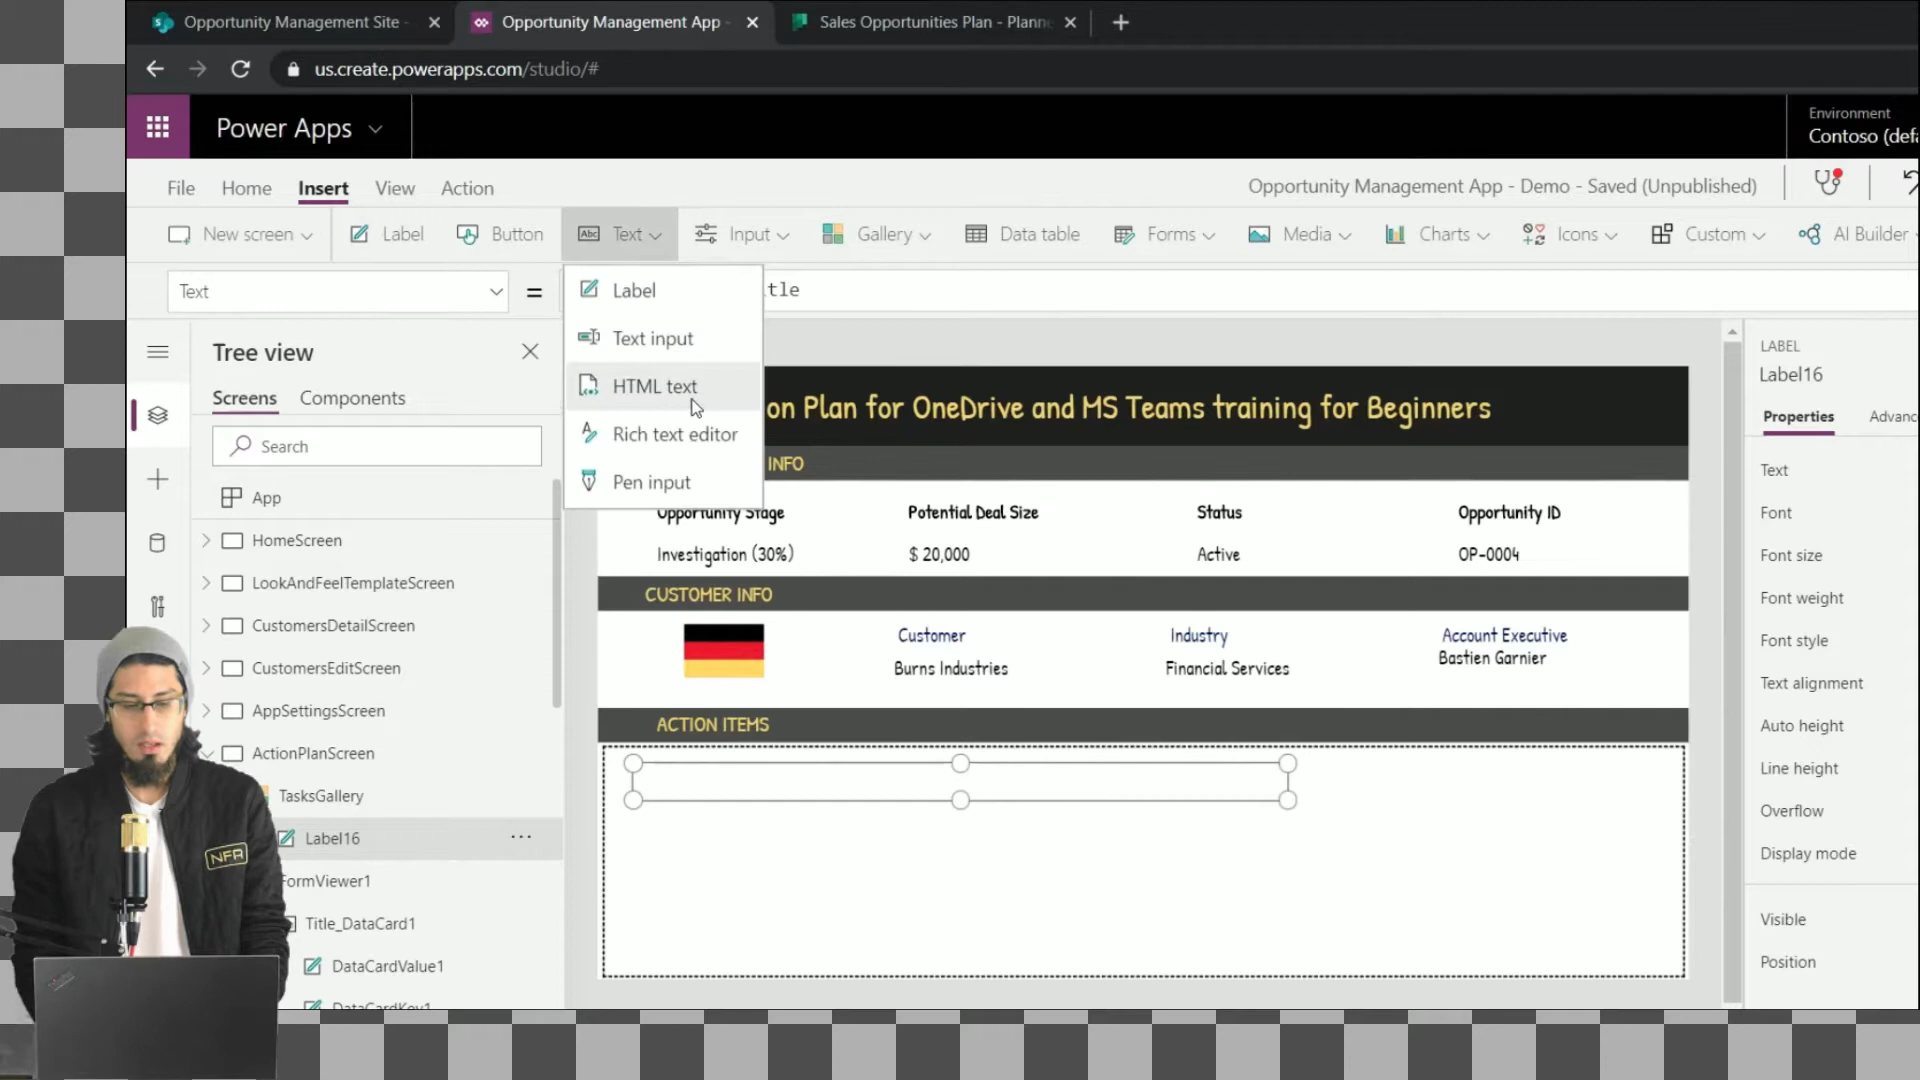 Opportunity Management Site -
Opportunity Management App -
Sales Opportunities Plan - Planne
us.create.powerapps.com/studio/#
Power Apps
Environment
Contoso (defa
File Home Insert View Action
Opportunity Management App - Demo - Saved (Unpublished)
New screen Label Button Abc Text Input Gallery Data table Forms Media Charts Icons Custom AI Builder
Text = tle
Label
Text input
HTML text
Rich text editor
Pen input
Tree view
Screens Components
Search
App
HomeScreen
LookAndFeelTemplateScreen
CustomersDetailScreen
CustomersEditScreen
AppSettingsScreen
ActionPlanScreen
TasksGallery
Label16 ...
FormViewer1
Title_DataCard1
DataCardValue1
DataCardKey1
on Plan for OneDrive and MS Teams training for Beginners
INFO
Opportunity Stage Potential Deal Size Status Opportunity ID
Investigation (30%) $ 20,000 Active OP-0004
CUSTOMER INFO
Customer Industry Account Executive
Burns Industries Financial Services Bastien Garnier
ACTION ITEMS
LABEL
Label16
Properties Advanc
Text
Font
Font size
Font weight
Font style
Text alignment
Auto height
Line height
Overflow
Display mode
Visible
Position
NFA